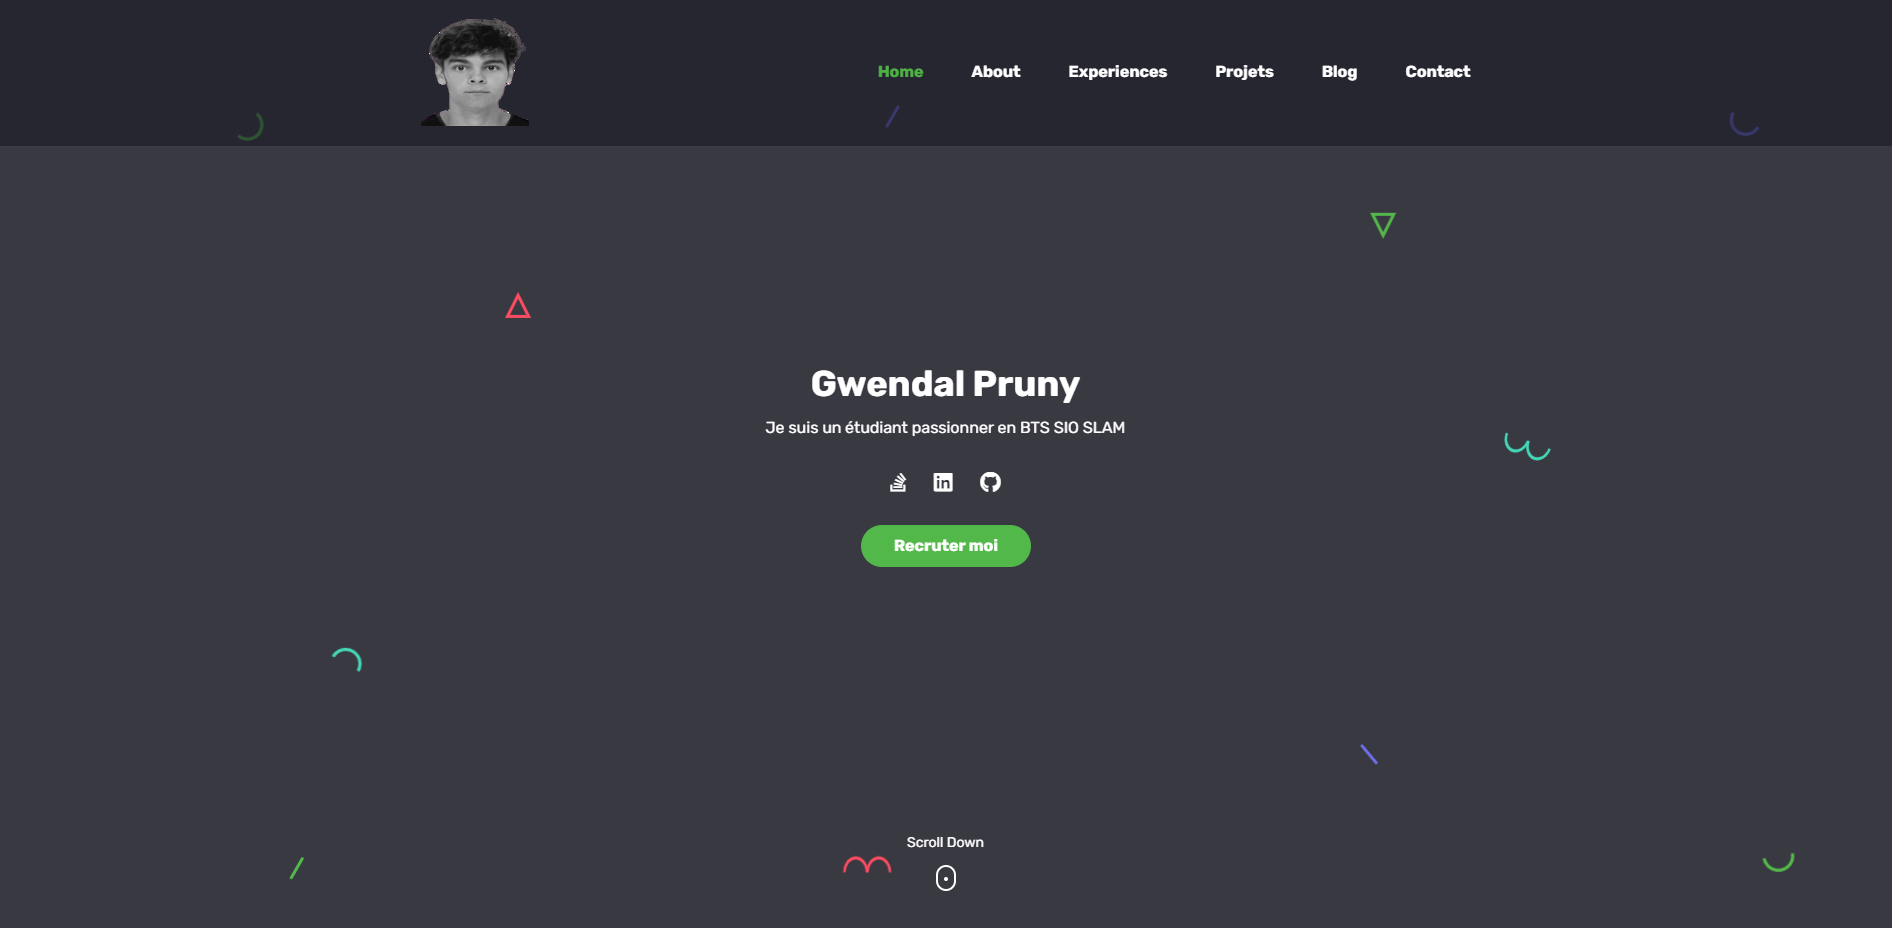 Home About Experiences Projets Blog Contact
Gwendal Pruny
Je suis un étudiant passionner en BTS SIO SLAM
in
Recruter moi
Scroll Down